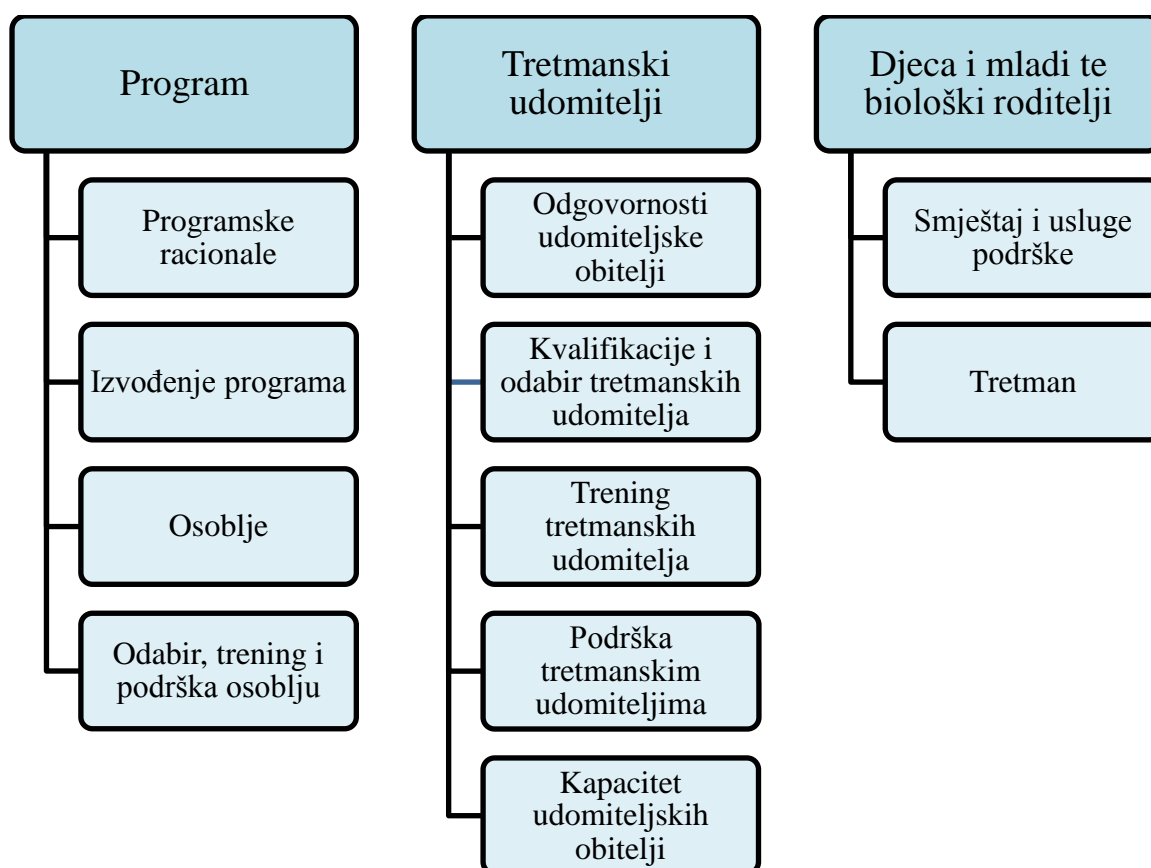 Program
Programske
racionale
Izvođenje programa
Osoblje
Odabir, trening i
podrška osoblju
Tretmanski
udomitelji
Odgovornosti
udomiteljske
obitelji
Kvalifikacije i
odabir tretmanskih
udomitelja
Trening
tretmanskih
udomitelja
Podrška
tretmanskim
udomiteljima
Kapacitet
udomiteljskih
obitelji
Djeca i mladi te
biološki roditelji
Smještaj i usluge
podrške
Tretman